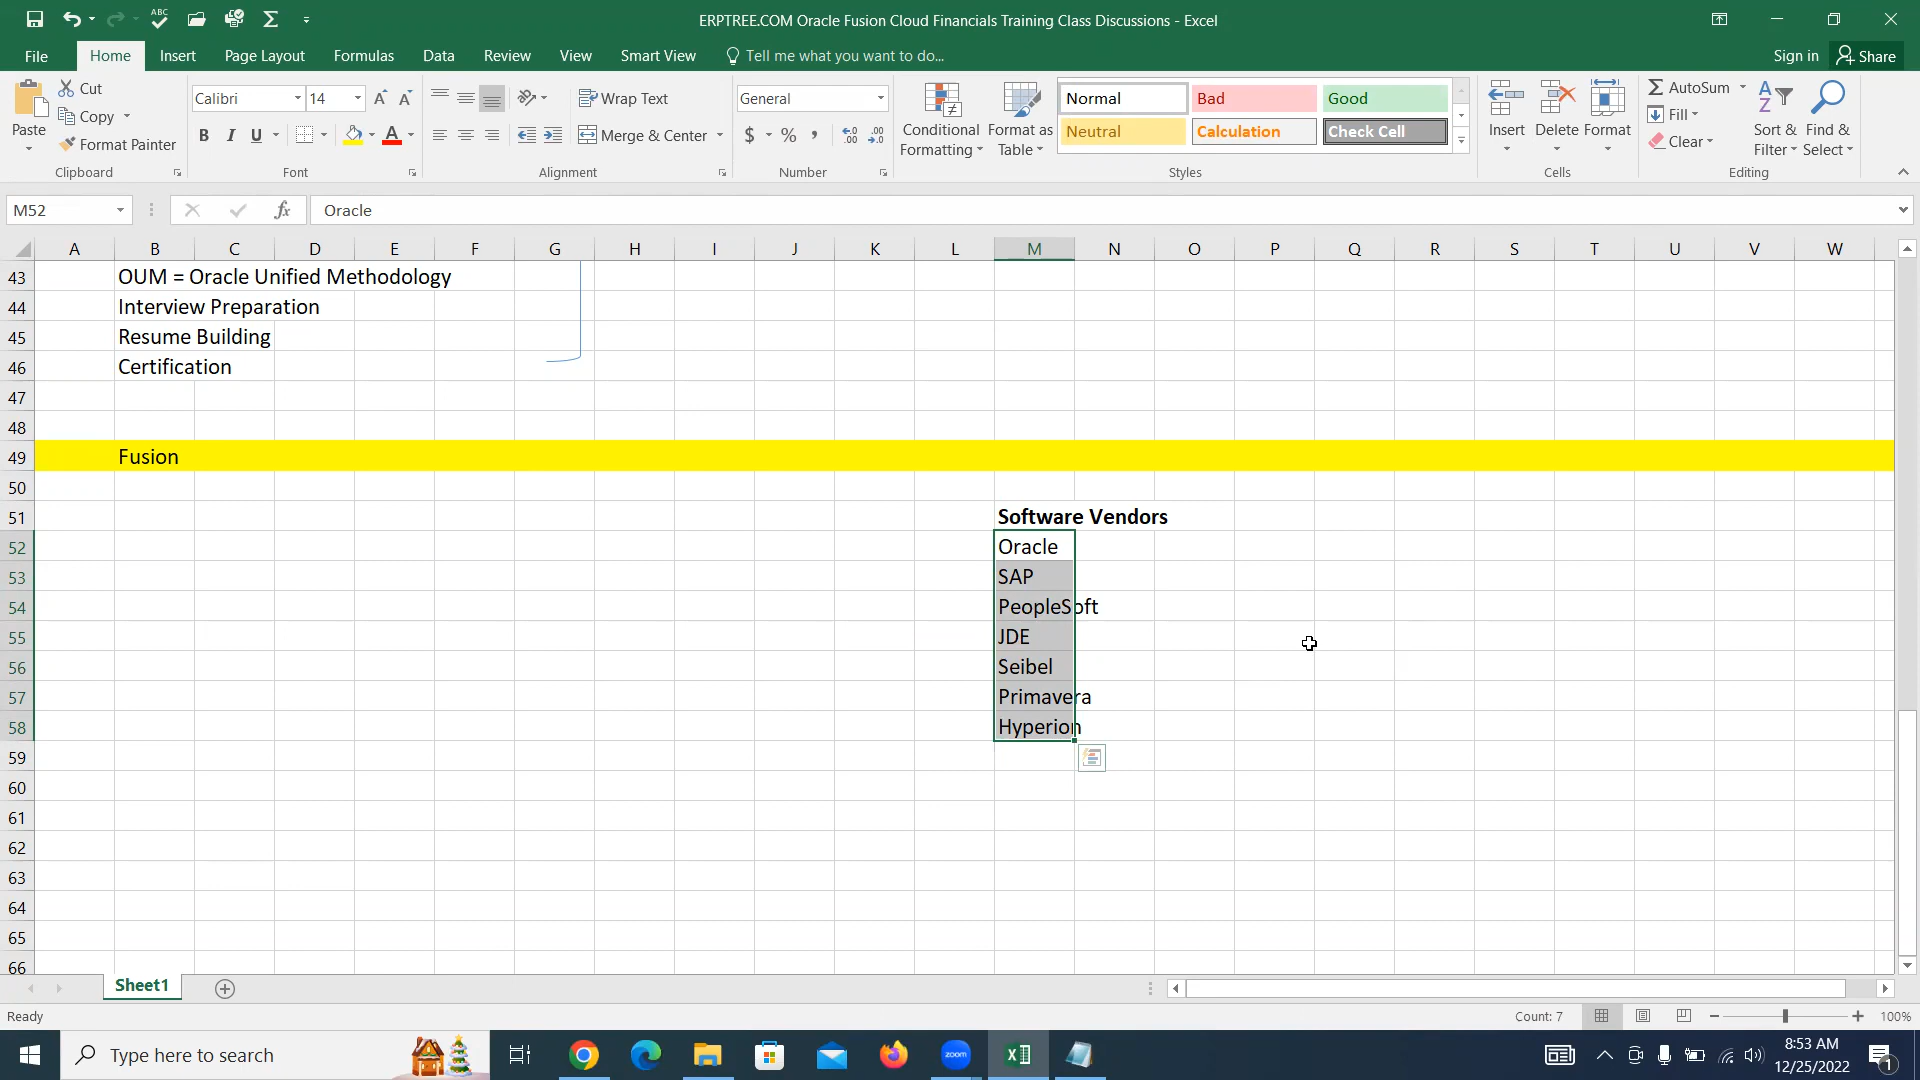 ABC
ERPTREE.COM Oracle Fusion Cloud Financials Training Class Discussions - Excel
File Home Insert Page Layout Formulas Data Review View Smart View Tell me what you want to do... Sign in Share
Paste Cut Copy Format Painter
Clipboard
Calibri 14
B I U
Font
Wrap Text
Merge & Center
Alignment
General
$ % ,
Number
Conditional Formatting
Format as Table
Normal Bad Good
Neutral Calculation Check Cell
Styles
Insert Delete Format
Cells
AutoSum
Fill
Clear
Sort & Filter
Find & Select
Editing
M52 fx Oracle
A B C D E F G H I J K L M N O P Q R S T U V W
43 OUM = Oracle Unified Methodology
44 Interview Preparation
45 Resume Building
46 Certification
47
48
49 Fusion
50
51 Software Vendors
52 Oracle
53 SAP
54 PeopleSoft
55 JDE
56 Seibel
57 Primavera
58 Hyperion
59
60
61
62
63
64
65
66
Sheet1
Ready Count: 7 100%
Type here to search
zoom
8:53 AM
12/25/2022
1